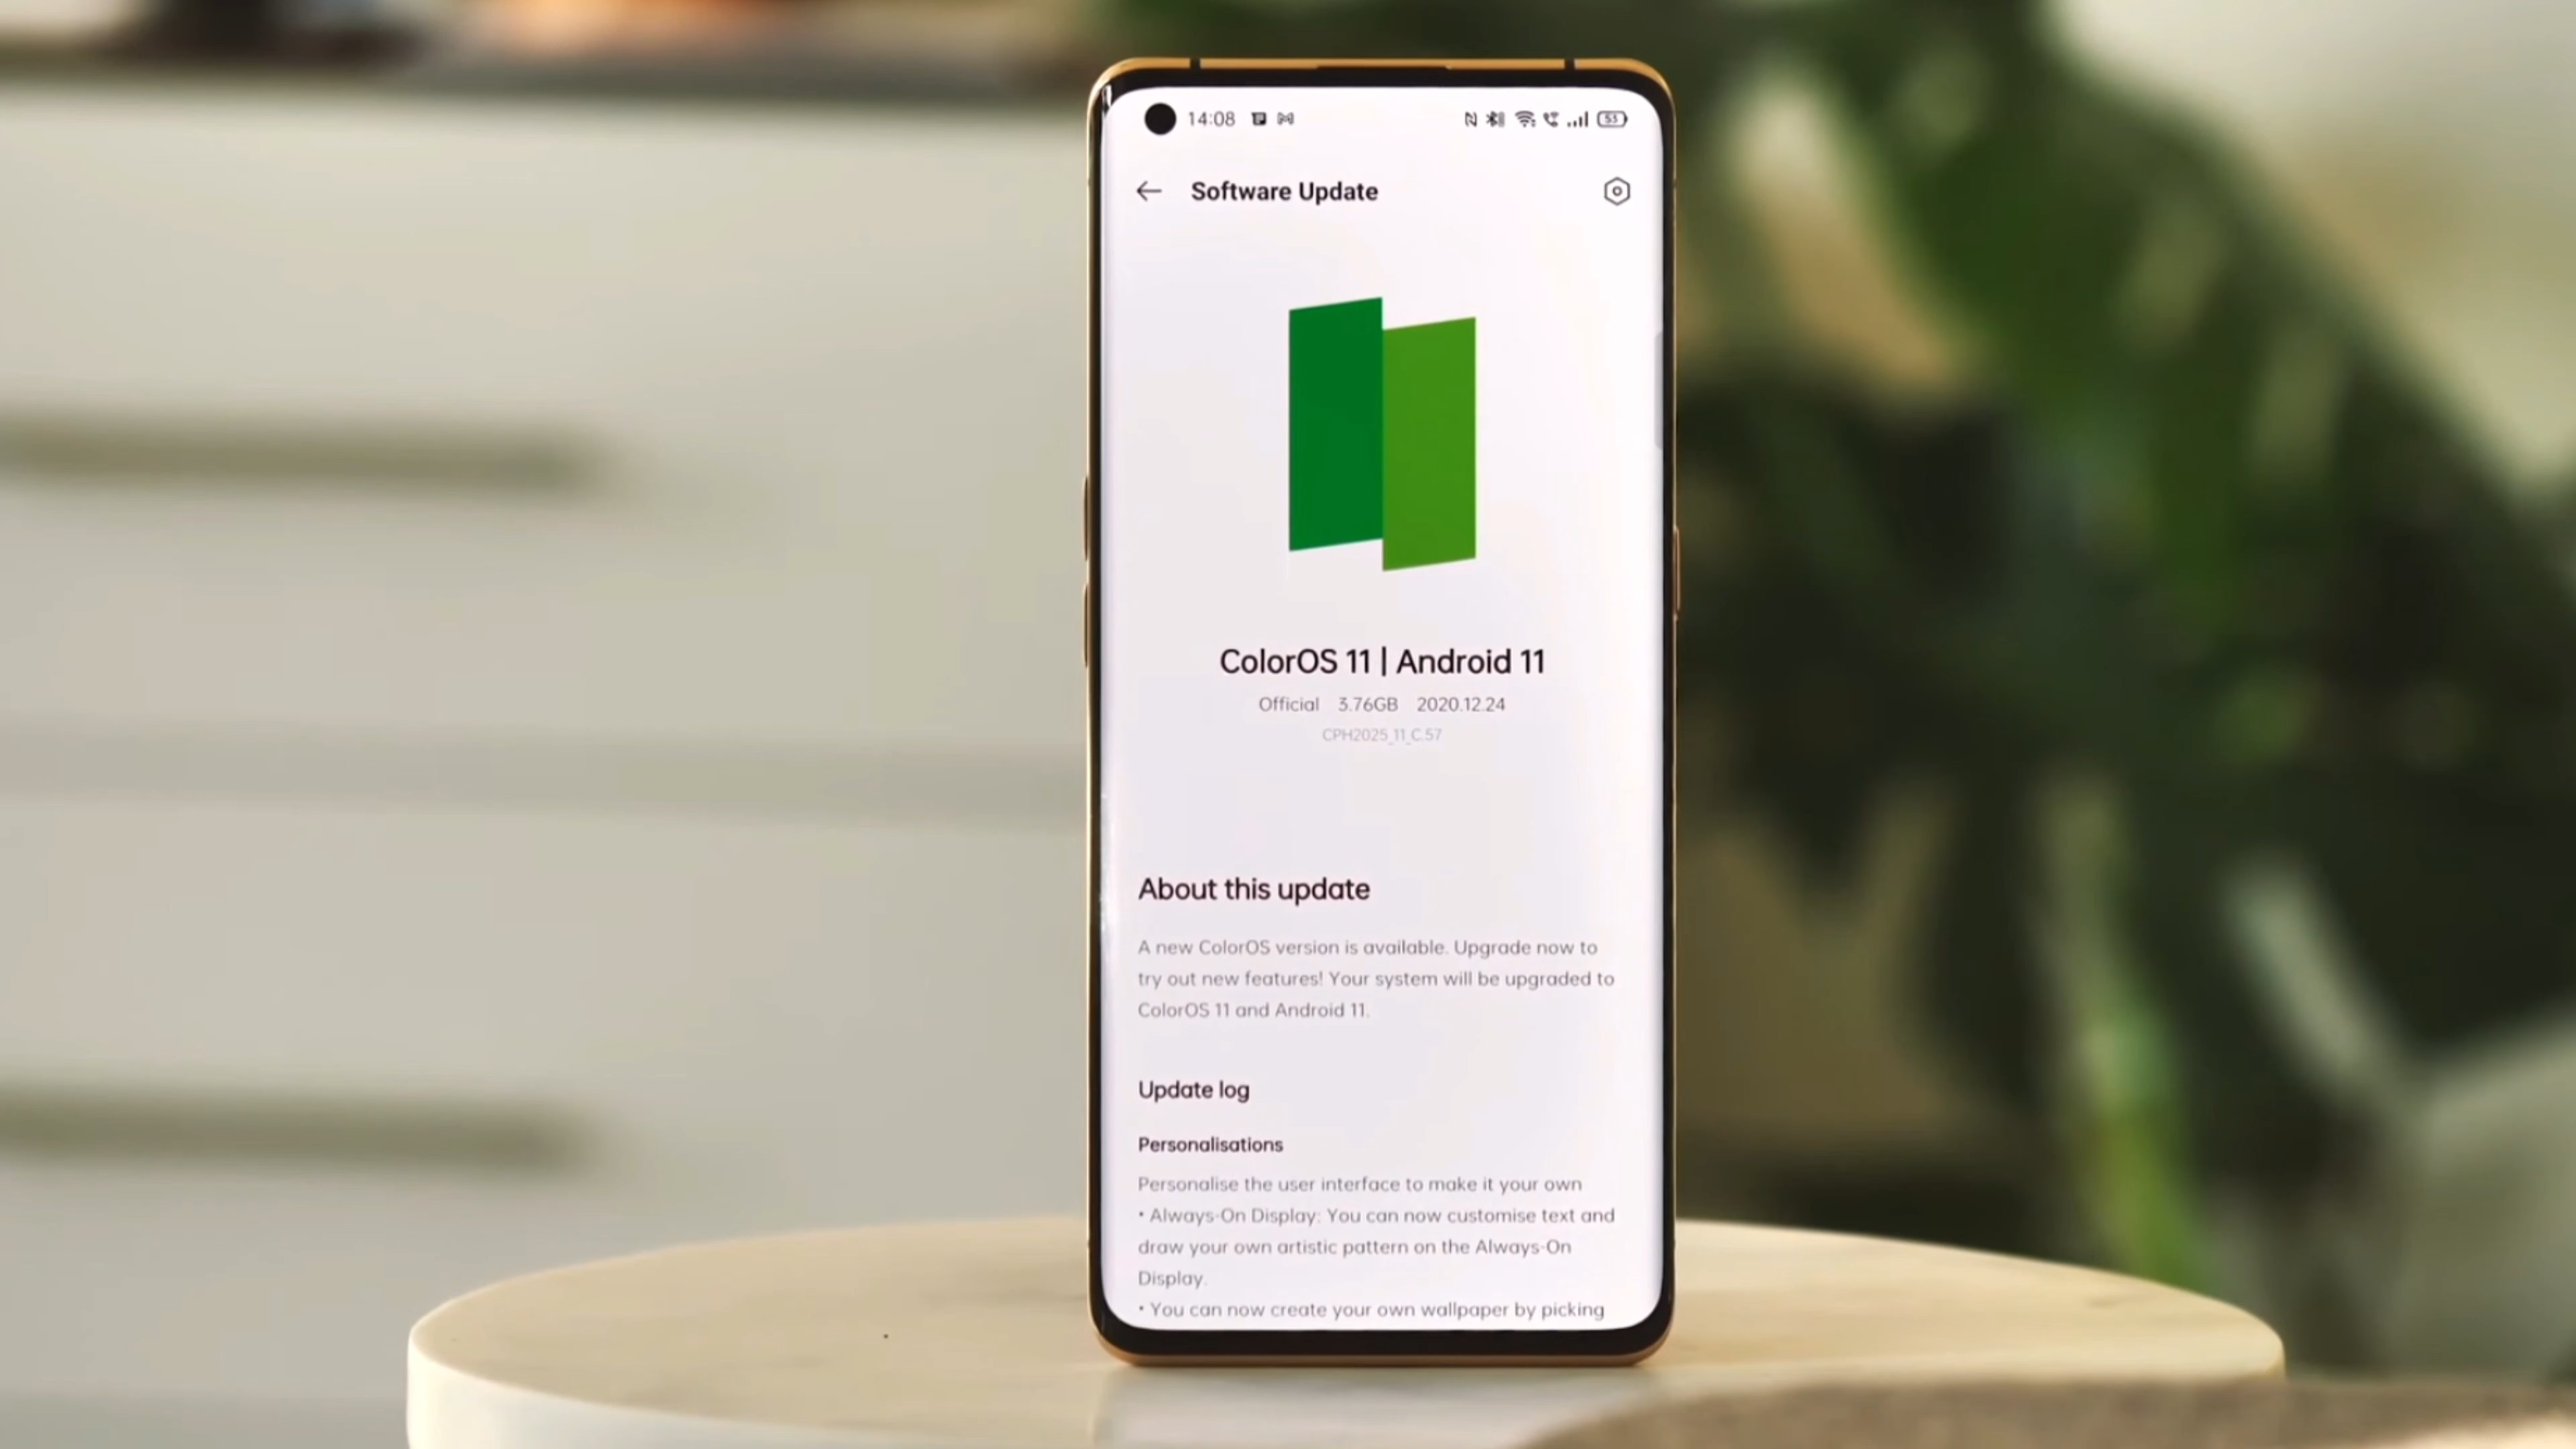 14:08 53
Software Update
ColorOS 11 | Android 11
Official 3.76GB 2020.12.24
CPH2025_11_C.57
About this update
A new ColorOS version is available. Upgrade now to
try out new features! Your system will be upgraded to
ColorOS 11 and Android 11.
Update log
Personalisations
Personalise the user interface to make it your own
• Always-On Display: You can now customise text and
draw your own artistic pattern on the Always-On
Display.
• You can now create your own wallpaper by picking